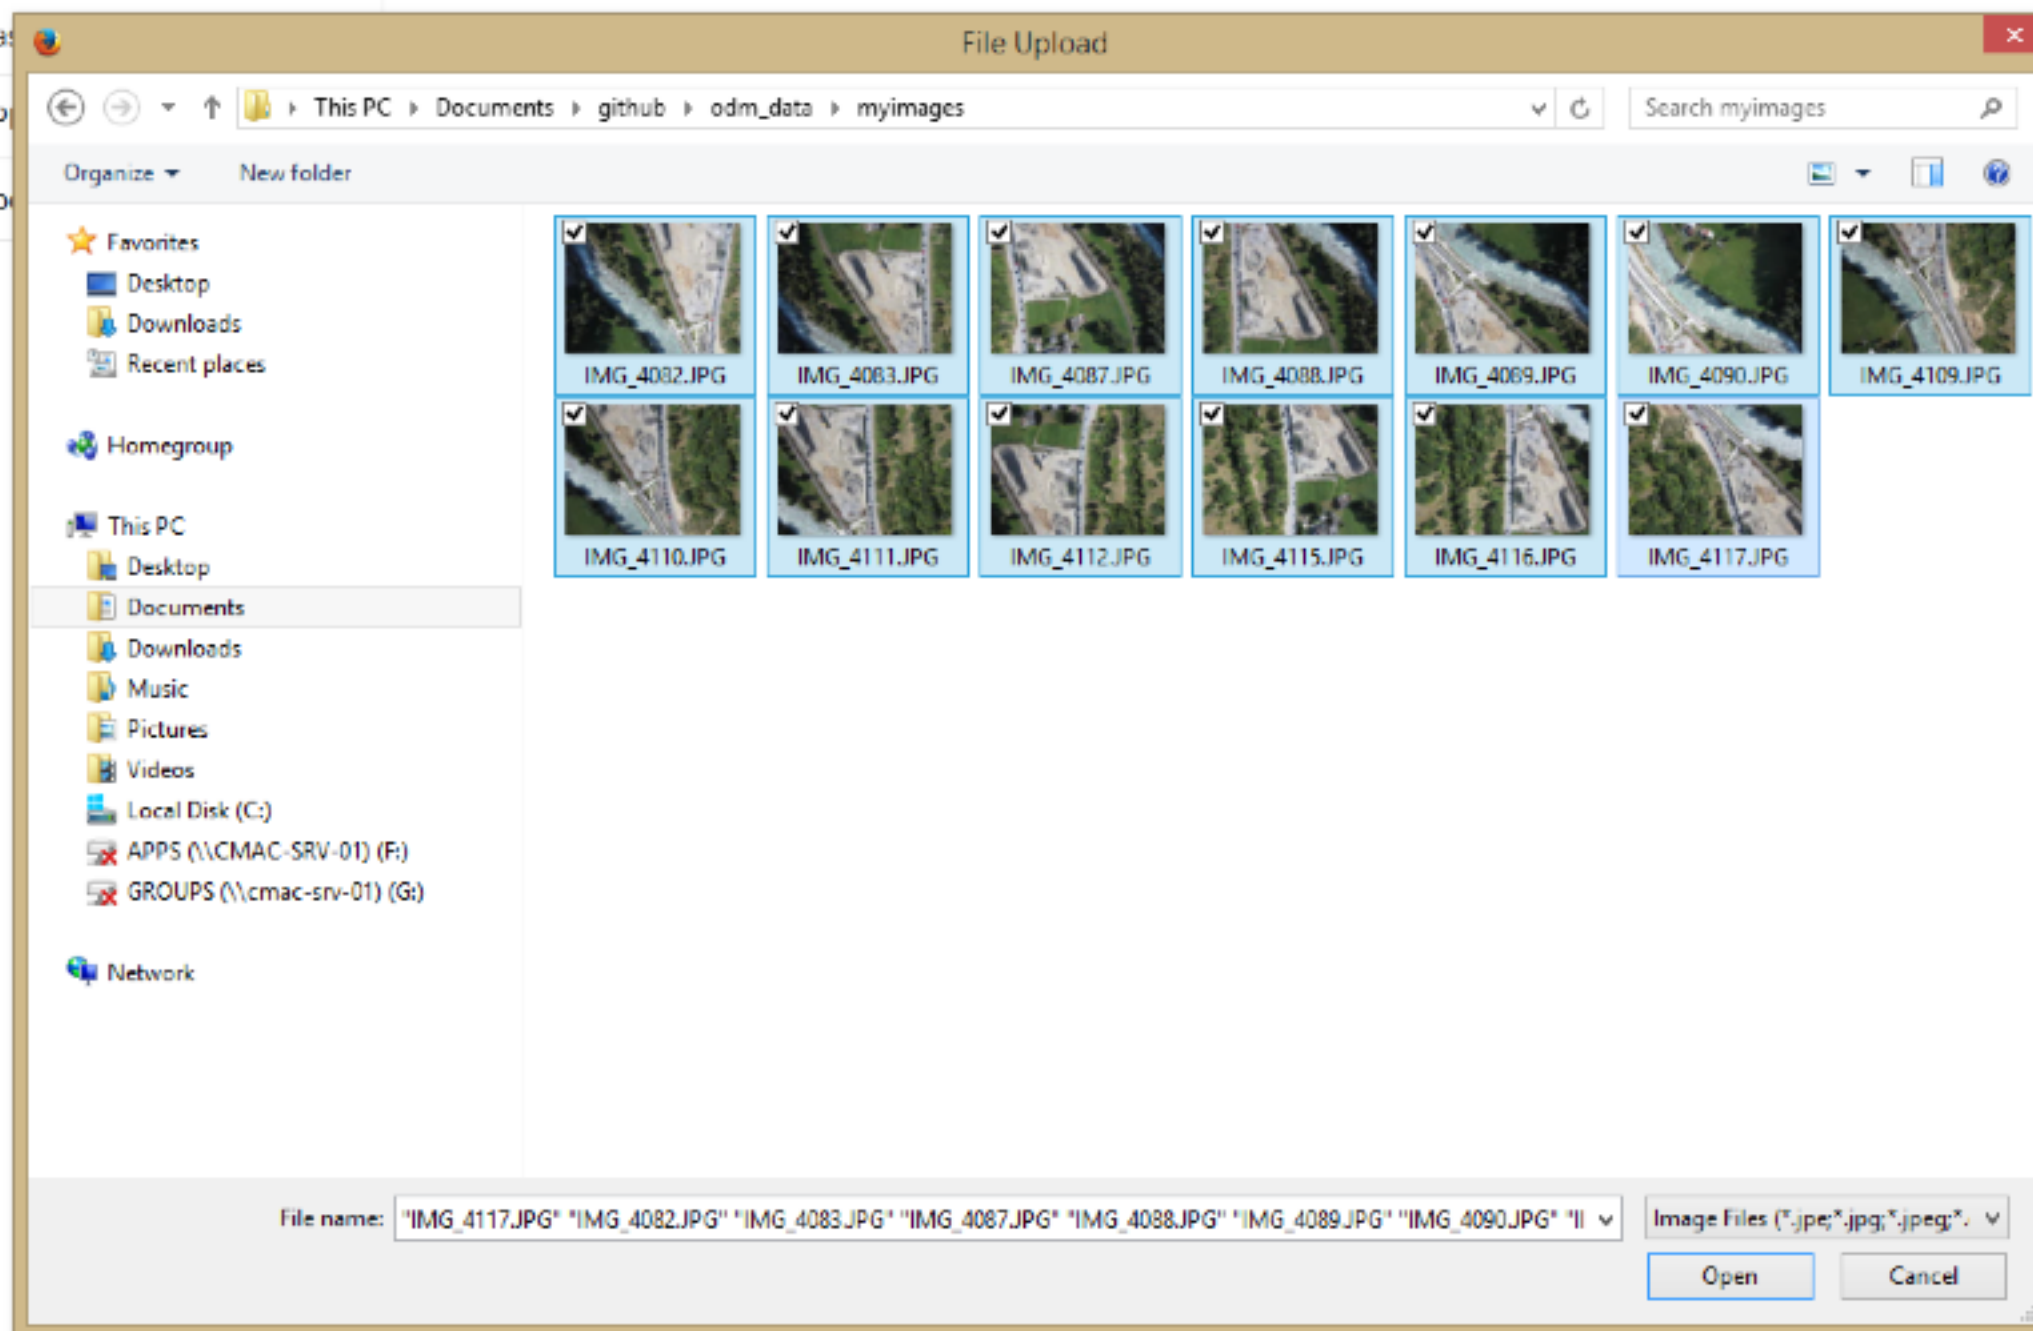 File Upload
This PC Documents github odm_data myimages
Search myimages
Organize New folder
Favorites
Desktop
Downloads
Recent places
Homegroup
This PC
Desktop
Documents
Downloads
Music
Pictures
Videos
Local Disk (C:)
APPS (\\CMAC-SRV-01) (F:)
GROUPS (\\cmac-srv-01) (G:)
Network
IMG_4082.JPG IMG_4083.JPG IMG_4087.JPG IMG_4088.JPG IMG_4089.JPG IMG_4090.JPG IMG_4109.JPG
IMG_4110.JPG IMG_4111.JPG IMG_4112.JPG IMG_4115.JPG IMG_4116.JPG IMG_4117.JPG
File name: "IMG_4117.JPG" "IMG_4082.JPG" "IMG_4083.JPG" "IMG_4087.JPG" "IMG_4088.JPG" "IMG_4089.JPG" "IMG_4090.JPG" Image Files (*.jpe;*.jpg;*.jpeg;*.
Open Cancel